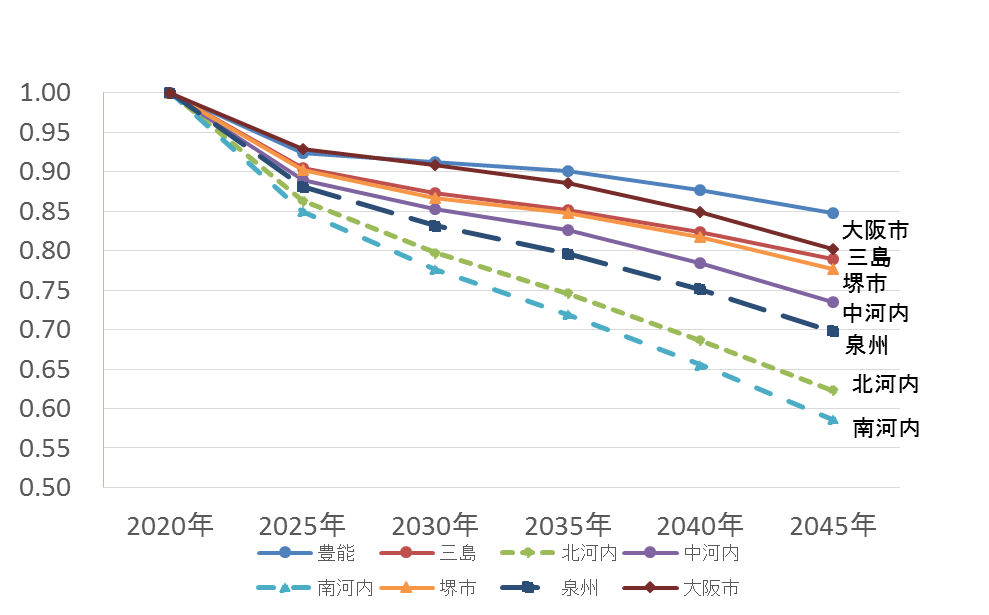 1.00
0.95
0.90
0.85
0.80
0.75
0.70
0.65
0.60
0.55
0.50
大阪市
三島
堺市
中河内
泉州
北河内
南河内
2020年 2025年 2030年 2035年 2040年 2045年
豊能 三島 北河内 中河内
南河内 堺市 泉州 大阪市